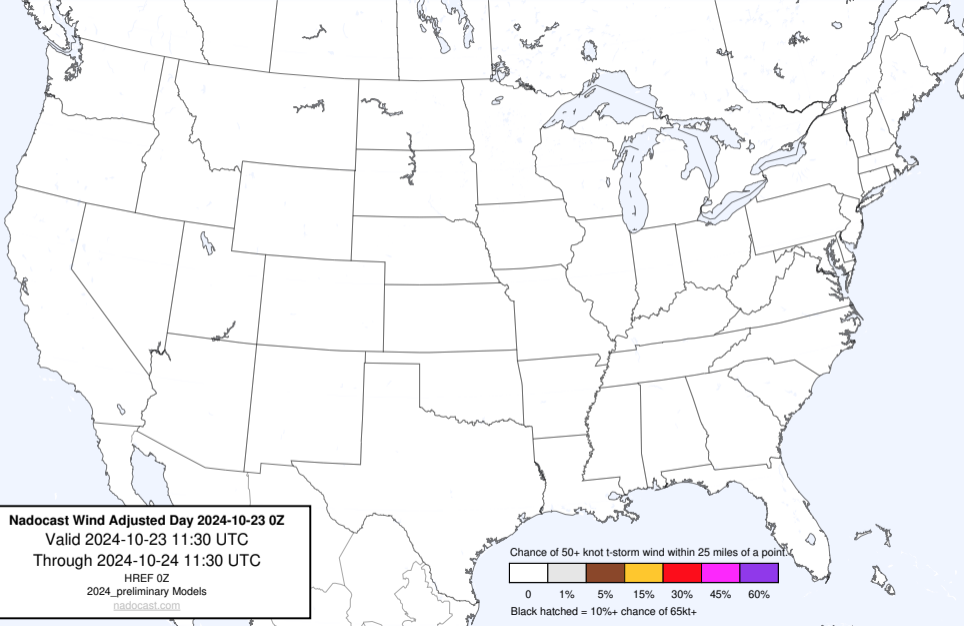 Nadocast Wind Adjusted Day 2024-10-23 0Z
Valid 2024-10-23 11:30 UTC
Through 2024-10-24 11:30 UTC
HREF 0Z
2024_preliminary Models
nadocast.com
Chance of 50+ knot t-storm wind within 25 miles of a point.
0 1% 5% 15% 30% 45% 60%
Black hatched = 10%+ chance of 65kt+